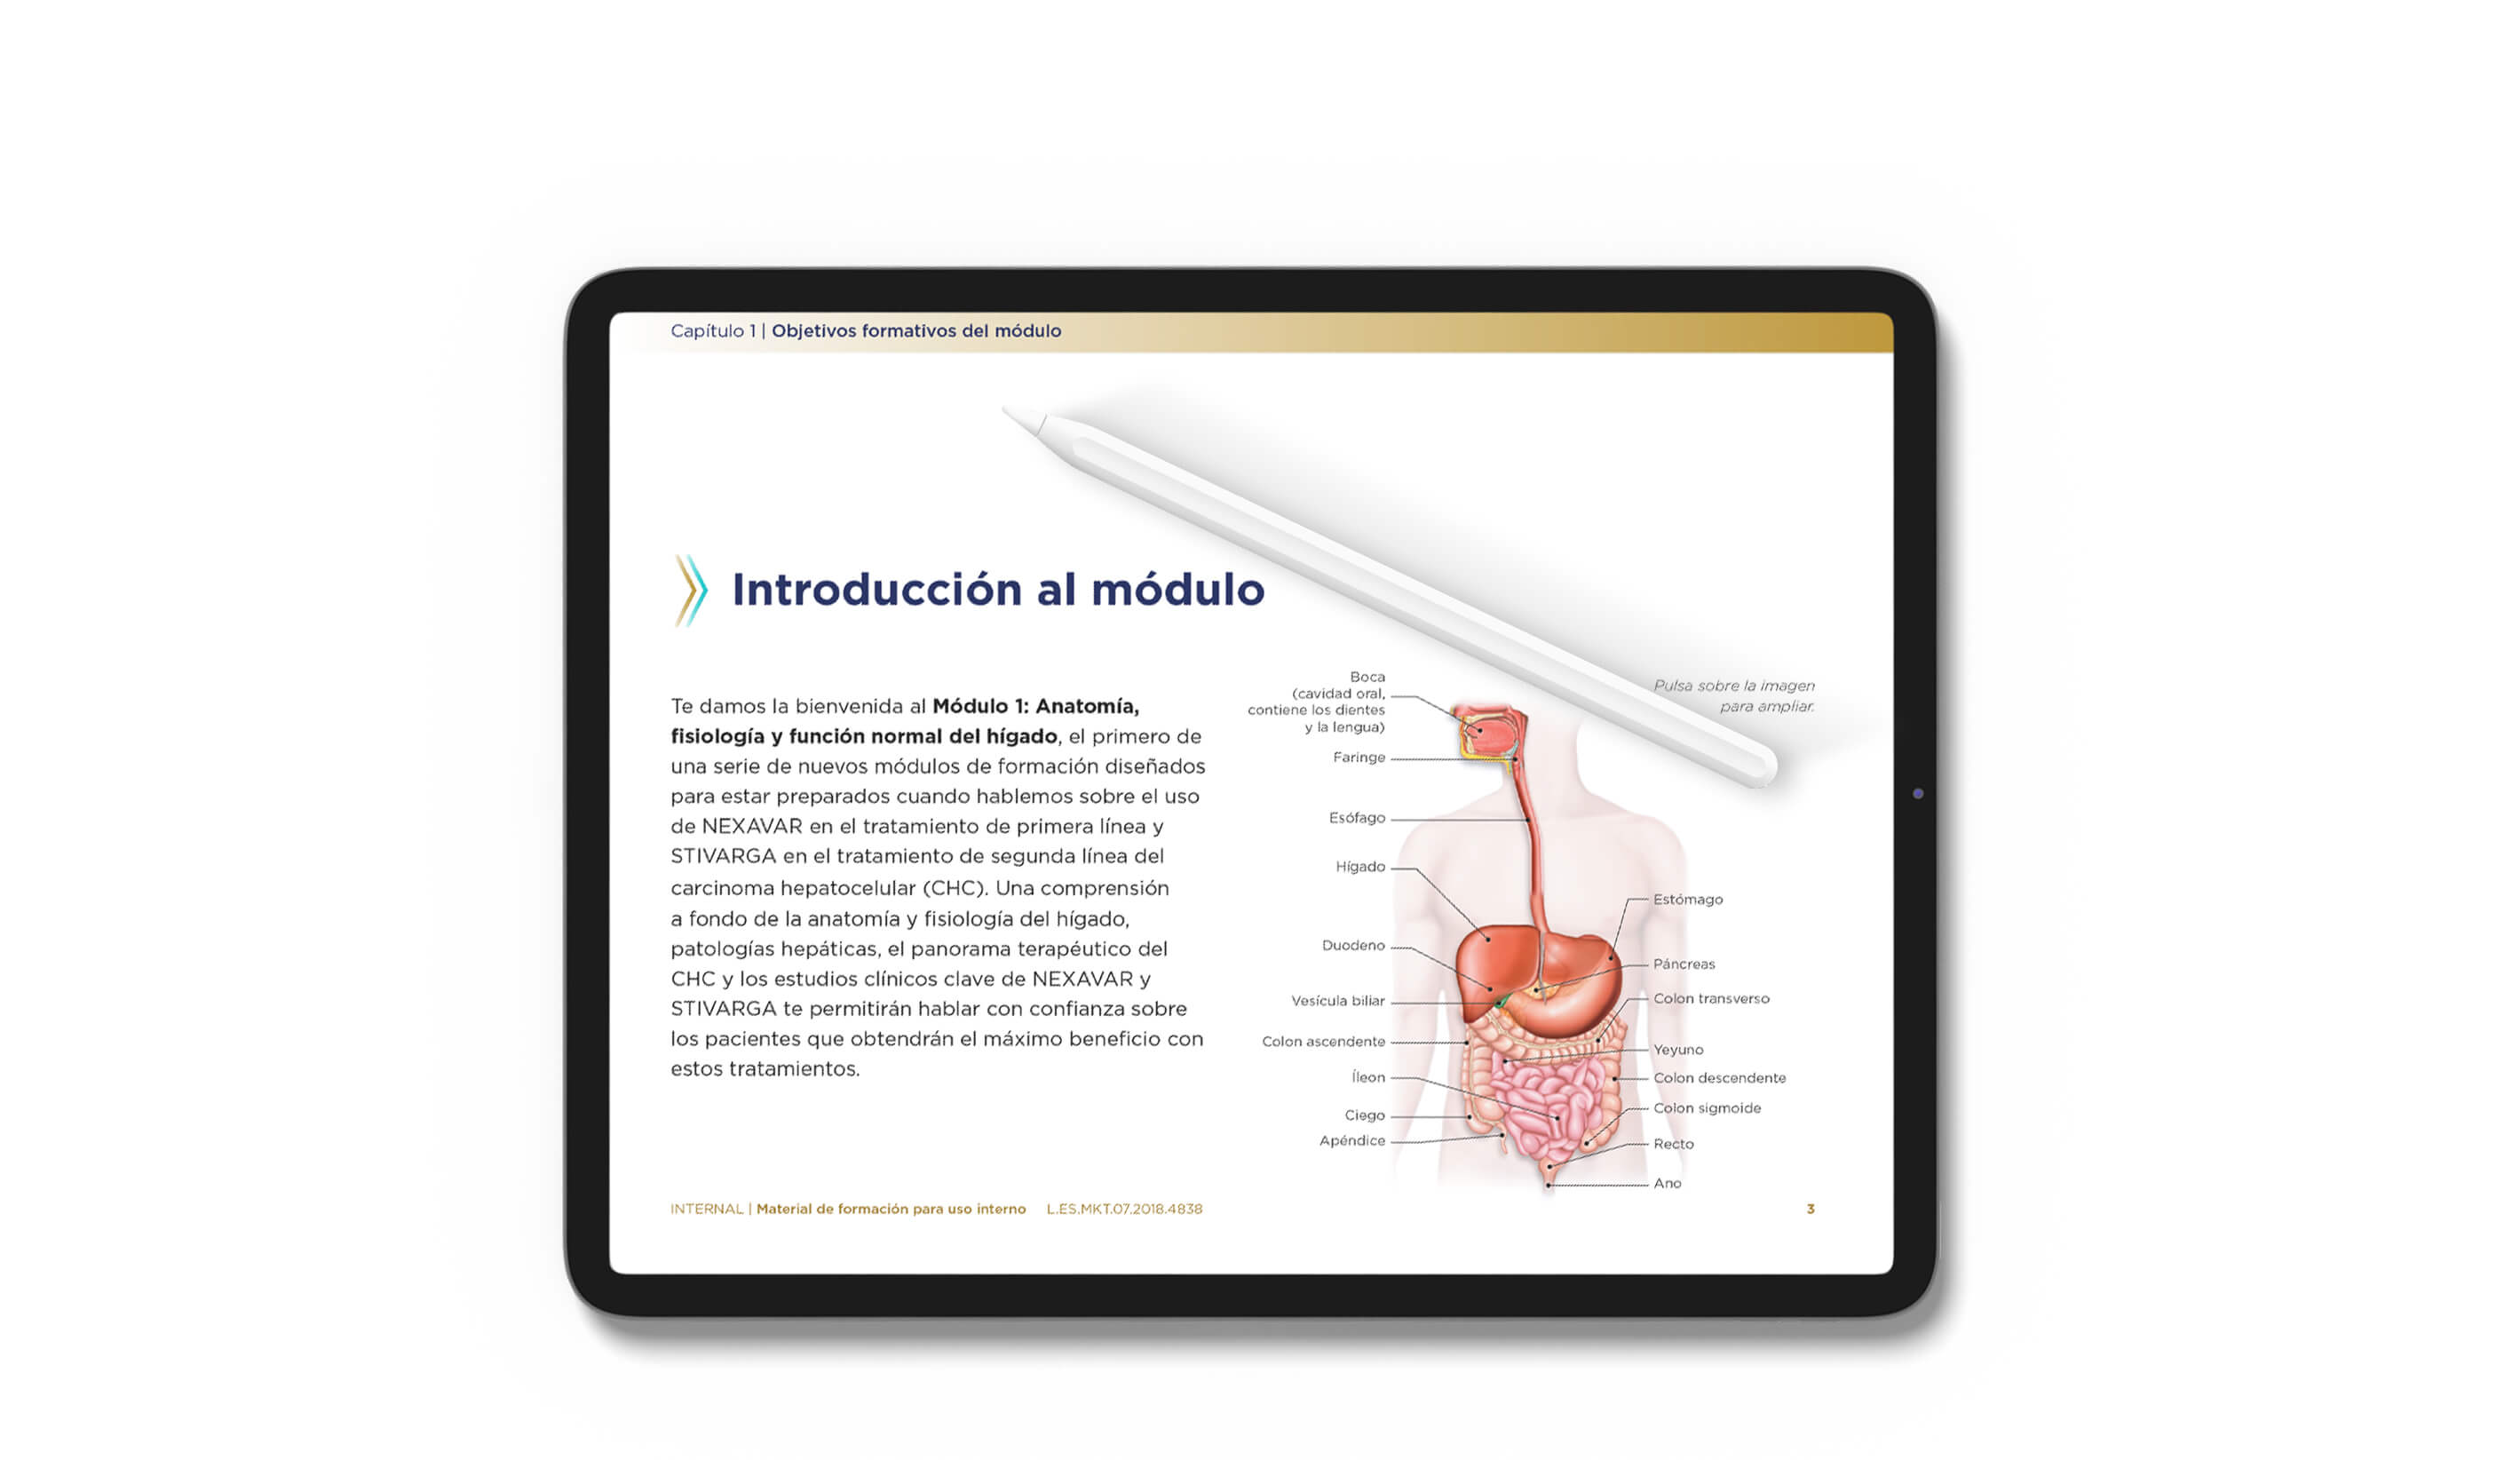 Capítulo 1 | Objetivos formativos del módulo
Introducción al módulo
Te damos la bienvenida al Módulo 1: Anatomía,
fisiología y función normal del hígado, el primero de
una serie de nuevos módulos de formación diseñados
para estar preparados cuando hablemos sobre el uso
de NEXAVAR en el tratamiento de primera línea y
STIVARGA en el tratamiento de segunda línea del
carcinoma hepatocelular (CHC). Una comprensión
a fondo de la anatomía y fisiología del hígado,
patologías hepáticas, el panorama terapéutico del
CHC y los estudios clínicos clave de NEXAVAR y
STIVARGA te permitirán hablar con confianza sobre
los pacientes que obtendrán el máximo beneficio con
estos tratamientos.
Pulsa sobre la imagen
para ampliar.
Boca
(cavidad oral,
contiene los dientes
y la lengua)
Faringe
Esófago
Hígado
Duodeno
Vesícula biliar
Colon ascendente
Íleon
Ciego
Apéndice
Estómago
Páncreas
Colon transverso
Yeyuno
Colon descendente
Colon sigmoide
Recto
Ano
INTERNAL | Material de formación para uso interno L.ES.MKT.07.2018.4838
3